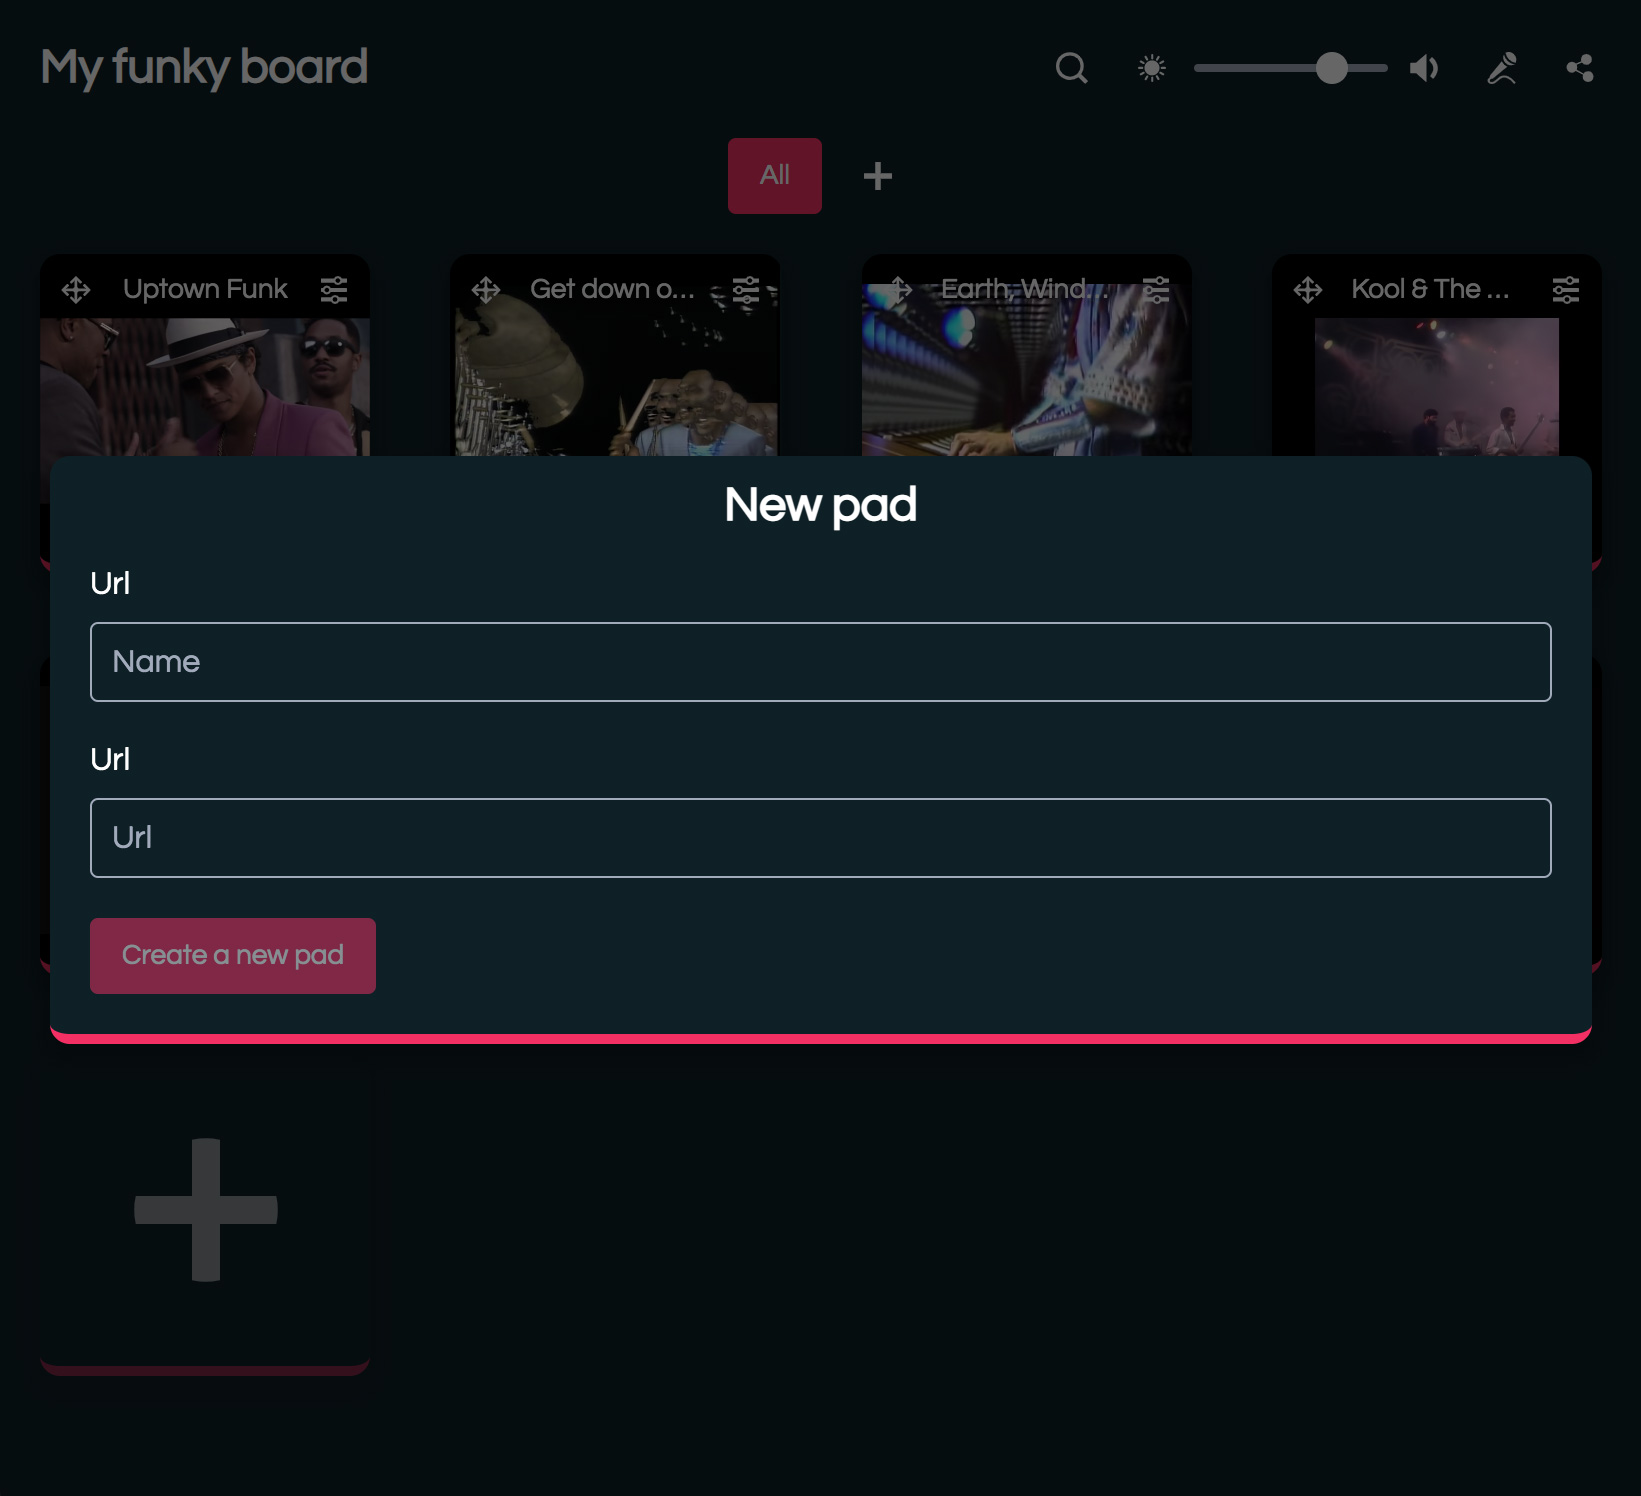 My funky board
All
Uptown Funk
Get down o...
Earth, Wind...
Kool & The ...
New pad
Url
Name
Url
Url
Create a new pad